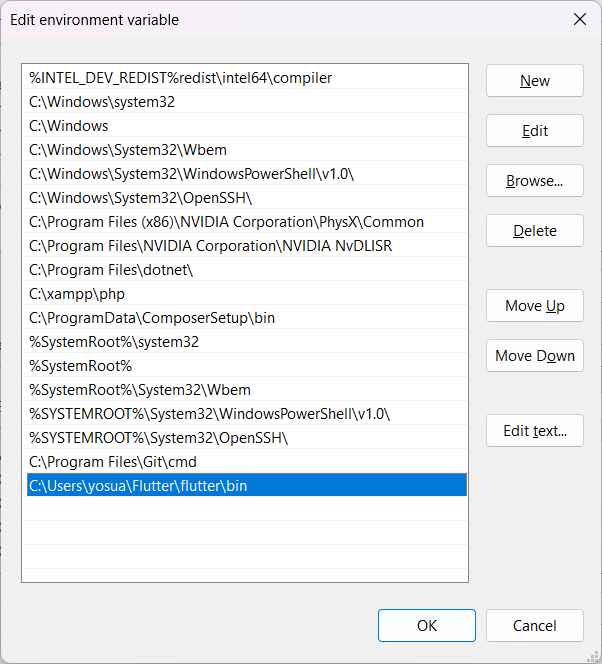 Edit environment variable
%INTEL_DEV_REDIST%redist\intel64\compiler
C:\Windows\system32
C:\Windows
C:\Windows\System32\Wbem
C:\Windows\System32\WindowsPowerShell\v1.0\
C:\Windows\System32\OpenSSH\
C:\Program Files (x86)\NVIDIA Corporation\PhysX\Common
C:\Program Files\NVIDIA Corporation\NVIDIA NvDLISR
C:\Program Files\dotnet\
C:\xampp\php
C:\ProgramData\ComposerSetup\bin
%SystemRoot%\system32
%SystemRoot%
%SystemRoot%\System32\Wbem
%SYSTEMROOT%\System32\WindowsPowerShell\v1.0\
%SYSTEMROOT%\System32\OpenSSH\
C:\Program Files\Git\cmd
C:\Users\yosua\Flutter\flutter\bin
New
Edit
Browse...
Delete
Move Up
Move Down
Edit text...
OK
Cancel